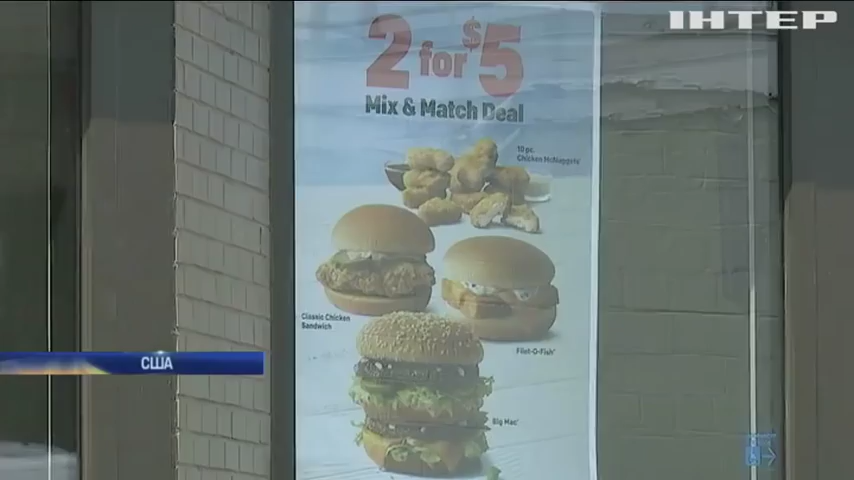 ІНТЕР
2 for $5
Mix & Match Deal
10 pc.
Chicken McNuggets®
Classic Chicken
Sandwich
Filet-O-Fish®
Big Mac®
США